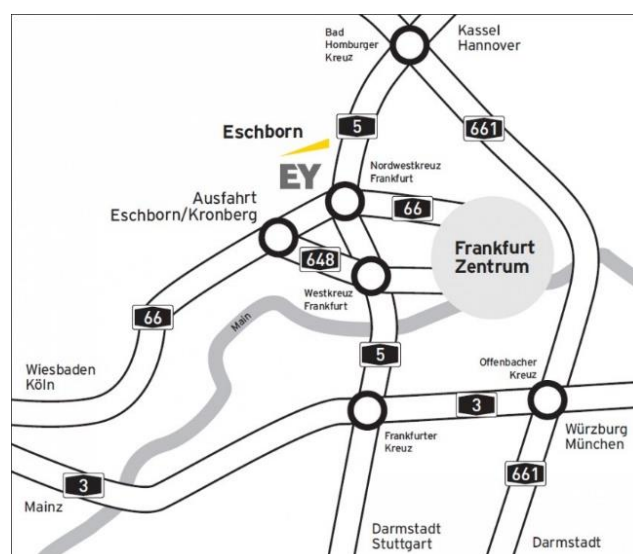 Bad
Homburger
Kreuz
Kassel
Hannover
5
661
Eschborn
EY
Nordwestkreuz
Frankfurt
Ausfahrt
Eschborn/Kronberg
66
Frankfurt
Zentrum
648
Westkreuz
Frankfurt
66
Main
5
Wiesbaden
Köln
Offenbacher
Kreuz
3
Frankfurter
Kreuz
Würzburg
München
3
661
Mainz
Darmstadt
Stuttgart
Darmstadt